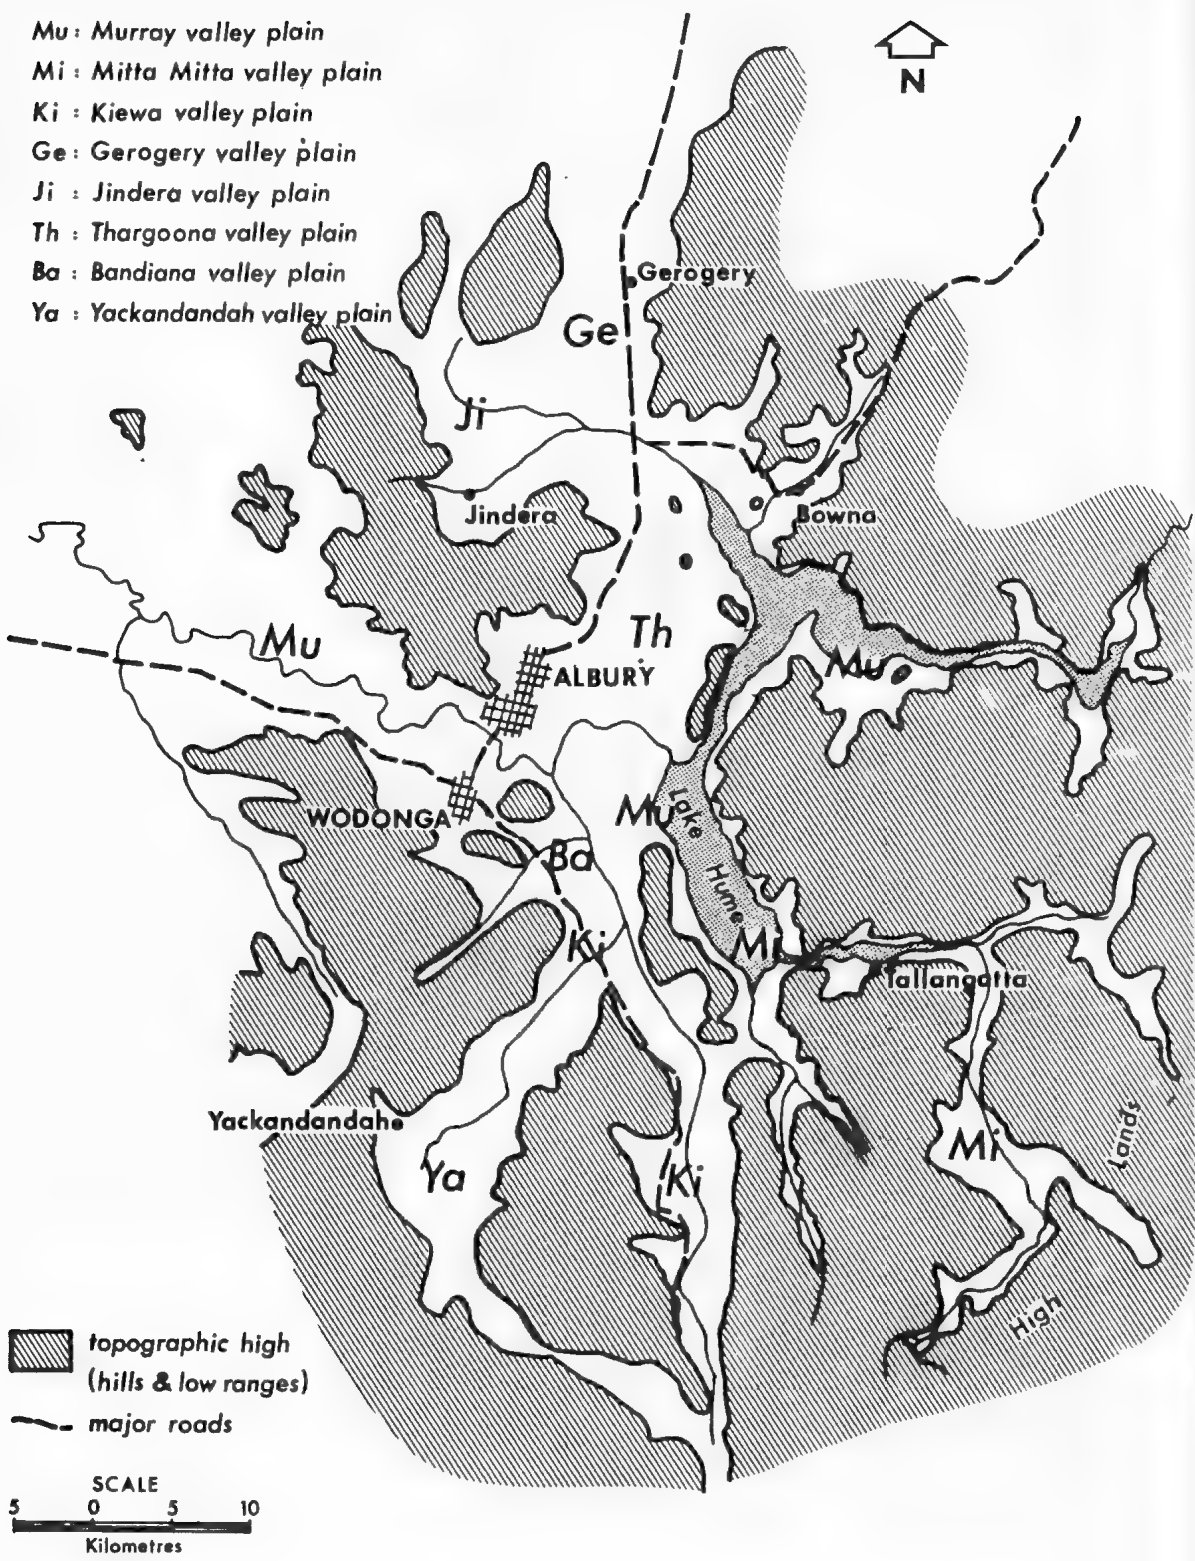 Mu : Murray valley plain
Mi : Mitta Mitta valley plain
Ki : Kiewa valley plain
Ge : Gerogery valley plain
Ji : Jindera valley plain
Th : Thargoona valley plain
Ba : Bandiana valley plain
Ya : Yackandandah valley plain
N
Gerogery
Ge
Ji
Jindera
Bowna
Mu
Th
Mu
ALBURY
Mu
Lake Hume
WODONGA
Ba
Ki
Mi
Tallangatta
Yackandandah
Ya
Ki
Mi
High Lands
topographic high
(hills & low ranges)
major roads
SCALE
5 0 5 10
Kilometres